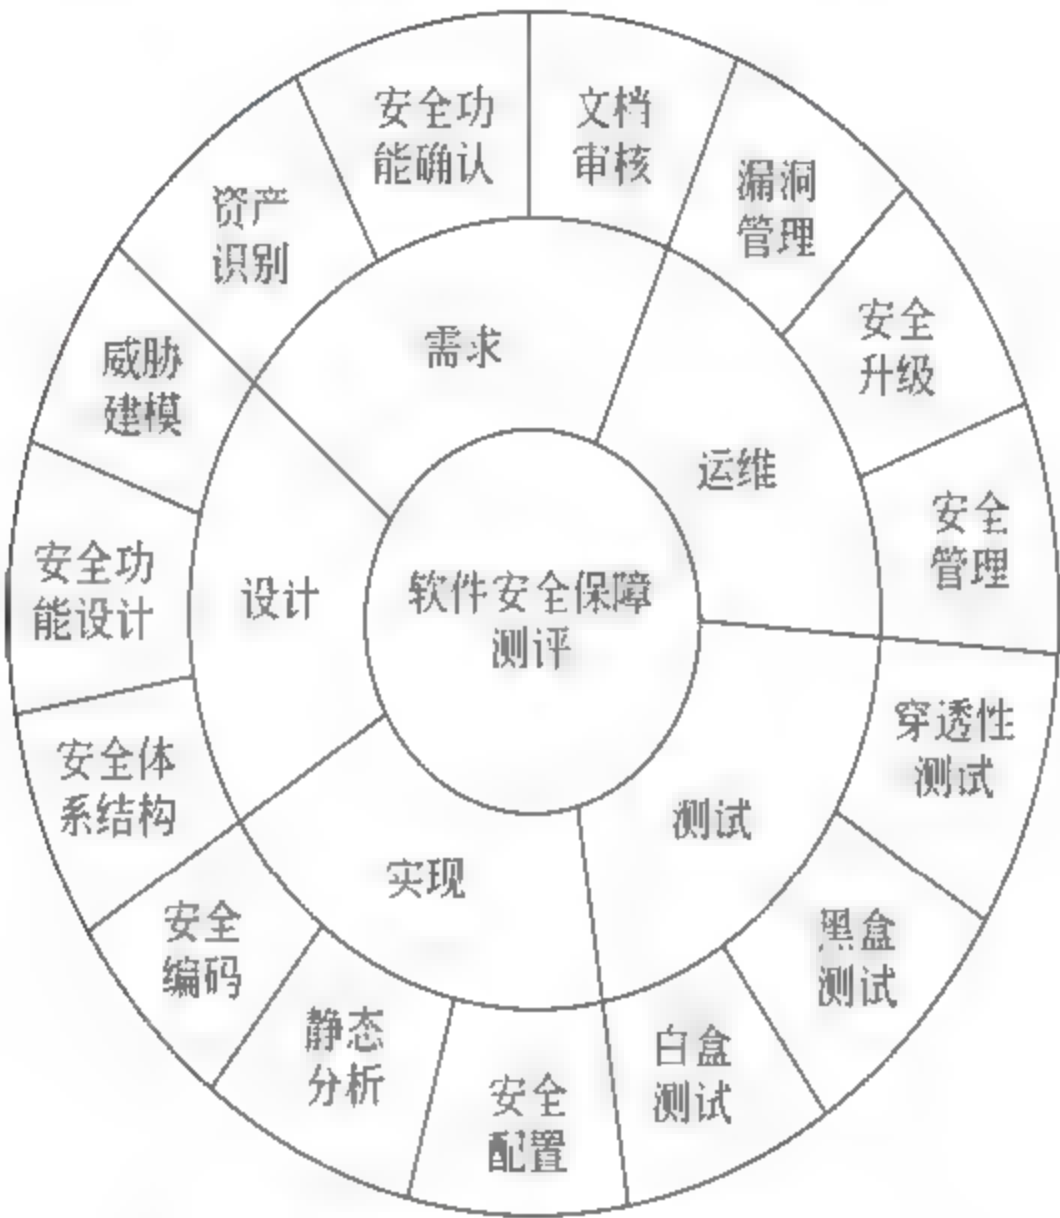 安全功
能确认
文档
审核
漏洞
管理
资产
识别
安全
升级
需求
威胁
建模
运维
安全
管理
安全功
能设计
设计
软件安全保障
测评
穿透性
测试
安全体
系结构
测试
实现
安全
编码
黑盒
测试
静态
分析
白盒
测试
安全
配置